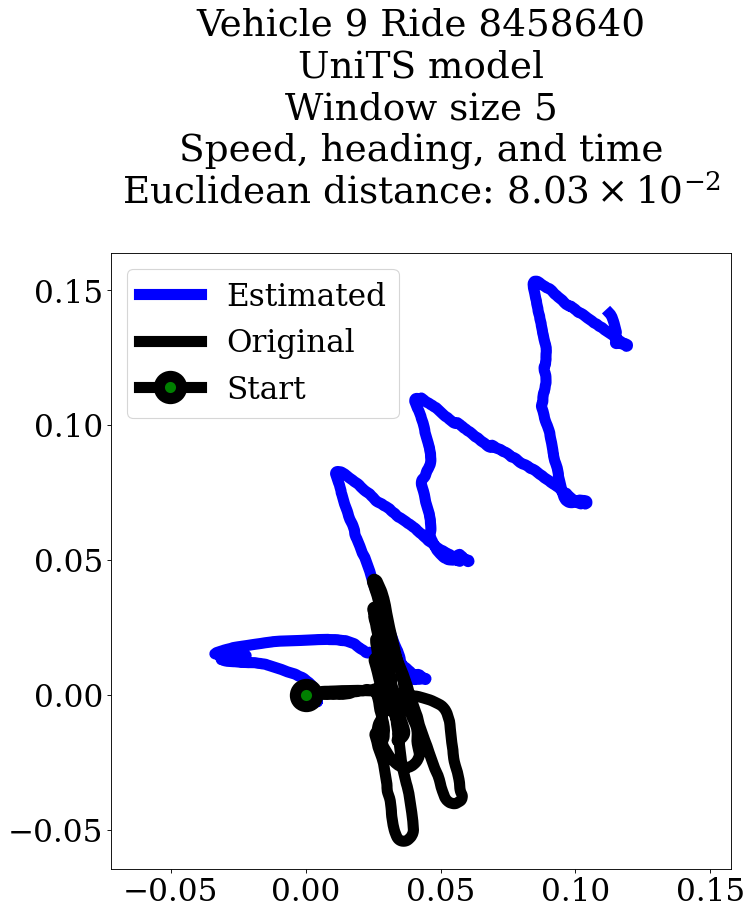 Vehicle 9 Ride 8458640
UniTS model
Window size 5
Speed, heading, and time
Euclidean distance: 8.03 × 10⁻²
Estimated
Original
Start
0.15
0.10
0.05
0.00
−0.05
−0.05 0.00 0.05 0.10 0.15